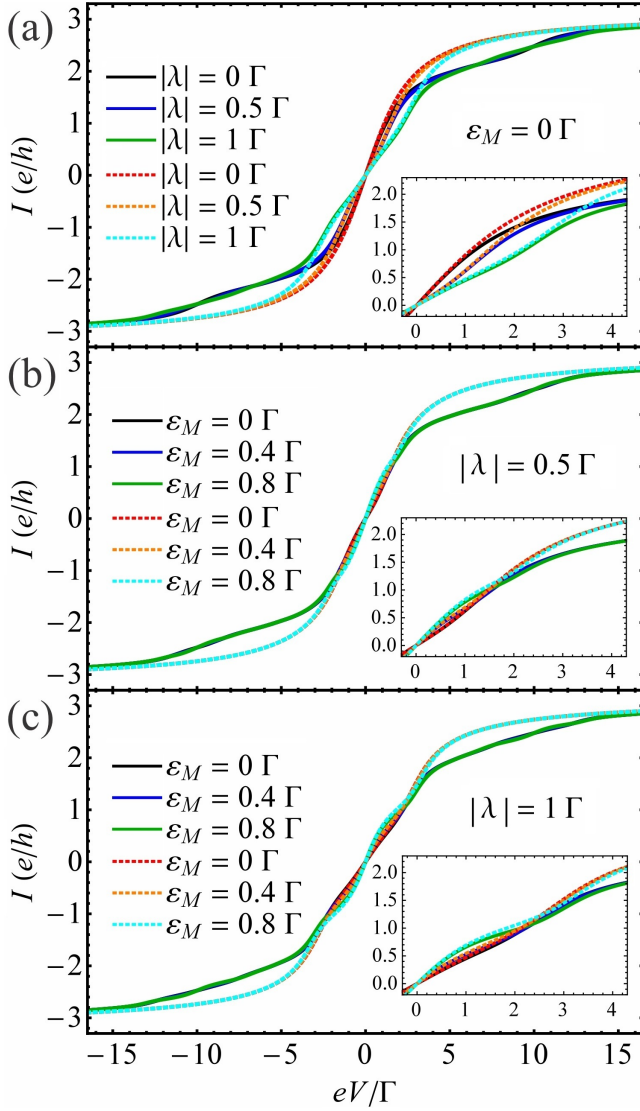 (a)
3
2
1
0
−1
−2
−3
I (e/h)
|λ| = 0 Γ
|λ| = 0.5 Γ
|λ| = 1 Γ
|λ| = 0 Γ
|λ| = 0.5 Γ
|λ| = 1 Γ
ε_M = 0 Γ
2.0
1.5
1.0
0.5
0.0
0 1 2 3 4
(b)
3
2
1
0
−1
−2
−3
I (e/h)
ε_M = 0 Γ
ε_M = 0.4 Γ
ε_M = 0.8 Γ
ε_M = 0 Γ
ε_M = 0.4 Γ
ε_M = 0.8 Γ
|λ| = 0.5 Γ
2.0
1.5
1.0
0.5
0.0
0 1 2 3 4
(c)
3
2
1
0
−1
−2
−3
I (e/h)
ε_M = 0 Γ
ε_M = 0.4 Γ
ε_M = 0.8 Γ
ε_M = 0 Γ
ε_M = 0.4 Γ
ε_M = 0.8 Γ
|λ| = 1 Γ
2.0
1.5
1.0
0.5
0.0
0 1 2 3 4
−15 −10 −5 0 5 10 15
eV/Γ